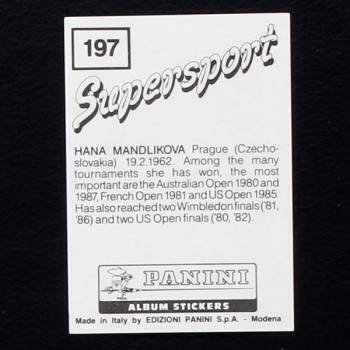 197
Supersport
HANA MANDLIKOVA Prague (Czecho-
slovakia) 19.2.1962. Among the many
tournaments she has won, the most
important are the Australian Open 1980 and
1987, French Open 1981 and US Open 1985.
Has also reached two Wimbledon finals ('81,
'86) and two US Open finals ('80, '82).
PANINI
ALBUM STICKERS
Made in Italy by EDIZIONI PANINI S.p.A. - Modena